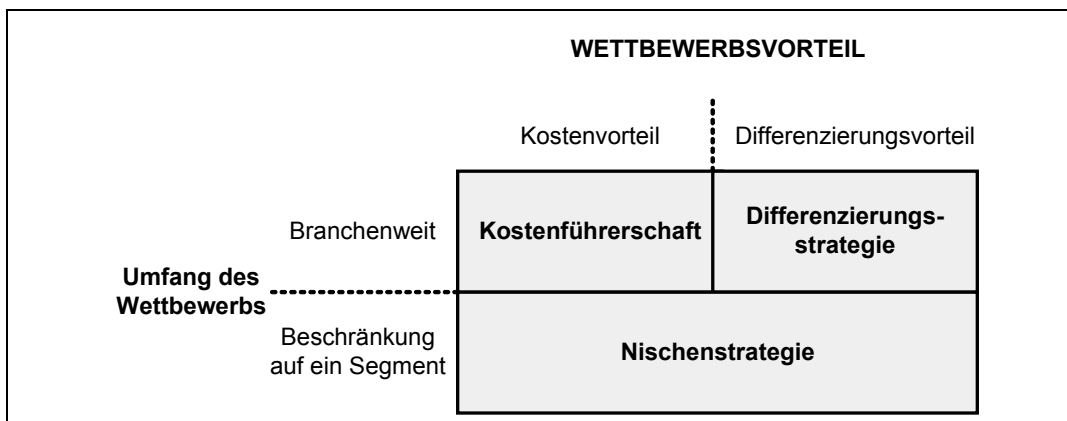 WETTBEWERBSVORTEIL
Kostenvorteil
Differenzierungsvorteil
Branchenweit
Kostenführerschaft
Differenzierungs-
strategie
Umfang des
Wettbewerbs
Beschränkung
auf ein Segment
Nischenstrategie